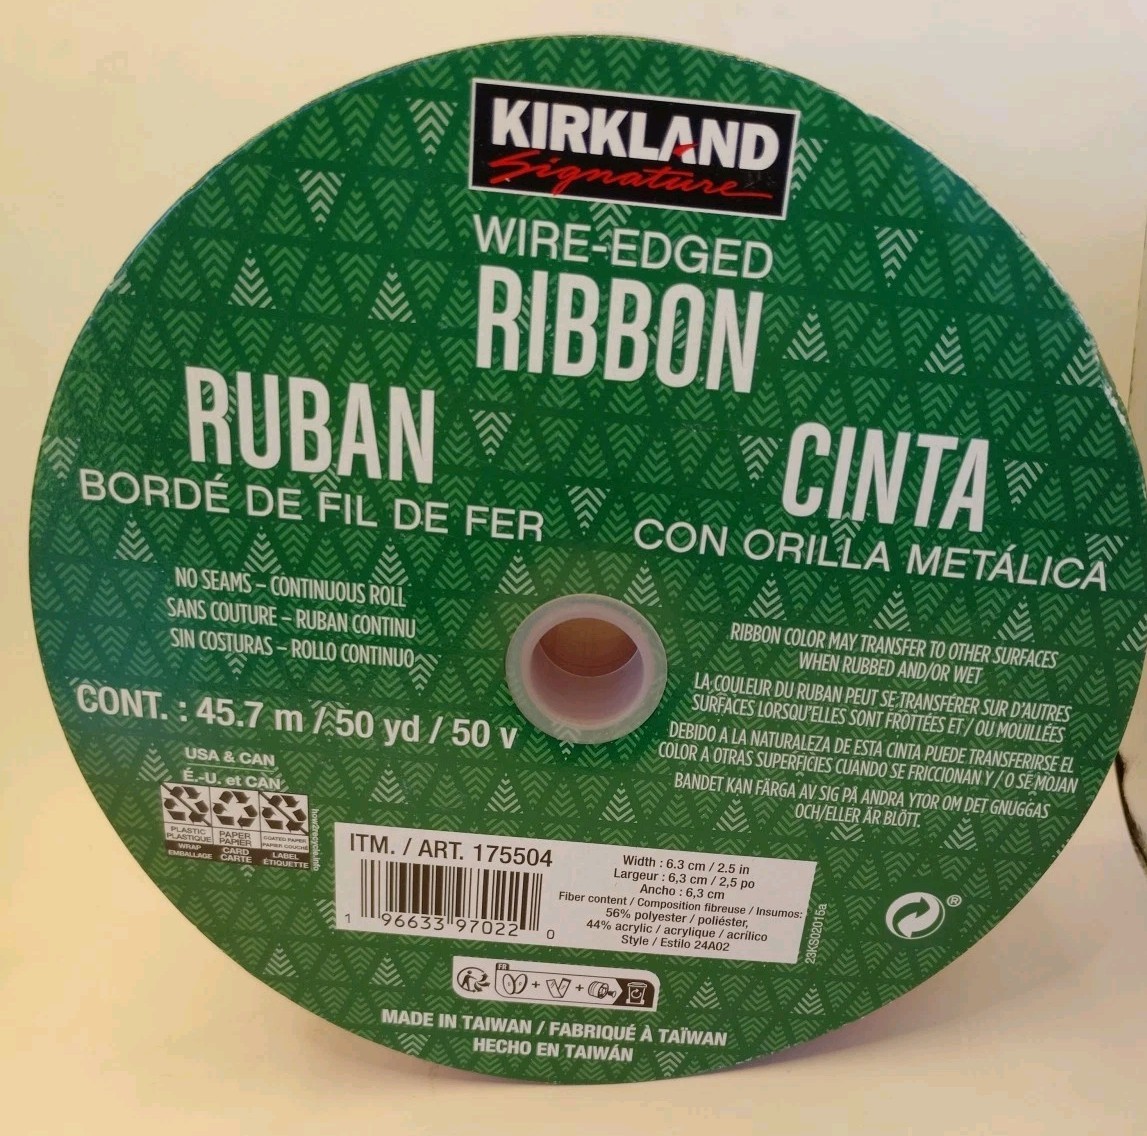 KIRKLAND
Signature
WIRE-EDGED
RIBBON
RUBAN
BORDÉ DE FIL DE FER
CINTA
CON ORILLA METÁLICA
NO SEAMS – CONTINUOUS ROLL
SANS COUTURE – RUBAN CONTINU
SIN COSTURAS – ROLLO CONTINUO
CONT. : 45.7 m / 50 yd / 50 v
RIBBON COLOR MAY TRANSFER TO OTHER SURFACES
WHEN RUBBED AND/OR WET
LA COULEUR DU RUBAN PEUT SE TRANSFÉRER SUR D'AUTRES
SURFACES LORSQU'ELLES SONT FROTTÉES ET / OU MOUILLÉES
DEBIDO A LA NATURALEZA DE ESTA CINTA PUEDE TRANSFERIRSE EL
COLOR A OTRAS SUPERFICIES CUANDO SE FRICCIONAN Y / O SE MOJAN
BANDET KAN FÄRGA AV SIG PÅ ANDRA YTOR OM DET GNUGGAS
OCH/ELLER ÄR BLÖTT.
USA & CAN
É.-U. et CAN
PLASTIC
PLASTIQUE
WRAP
EMBALLAGE
PAPER
PAPIER
CARD
CARTE
COATED PAPER
PAPIER COUCHÉ
LABEL
ÉTIQUETTE
how2recycle.info
ITM. / ART. 175504
1 96633 97022 0
Width : 6.3 cm / 2.5 in
Largeur : 6,3 cm / 2,5 po
Ancho : 6,3 cm
Fiber content / Composition fibreuse / Insumos:
56% polyester / poliéster,
44% acrylic / acrylique / acrílico
Style / Estilo 24A02
23KS02015a
®
FR
+ +
MADE IN TAIWAN / FABRIQUÉ À TAÏWAN
HECHO EN TAIWÁN